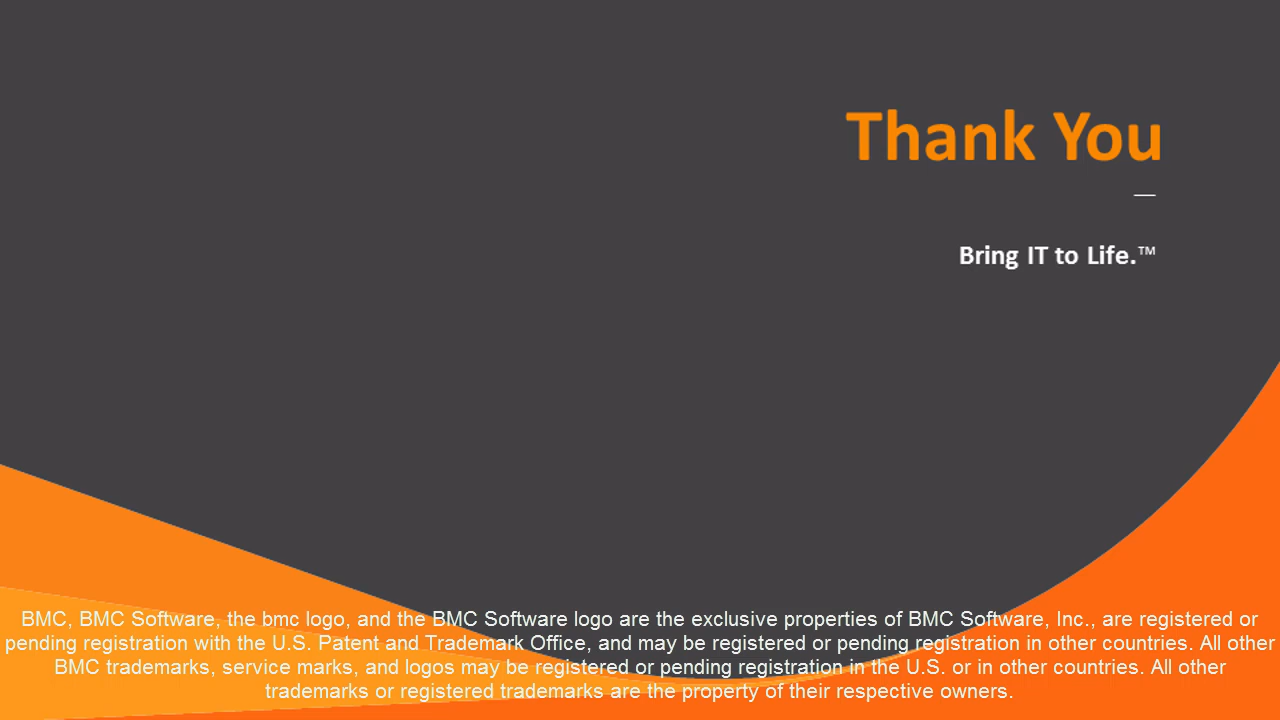 Thank You
—
Bring IT to Life.™
BMC, BMC Software, the bmc logo, and the BMC Software logo are the exclusive properties of BMC Software, Inc., are registered or
pending registration with the U.S. Patent and Trademark Office, and may be registered or pending registration in other countries. All other
BMC trademarks, service marks, and logos may be registered or pending registration in the U.S. or in other countries. All other
trademarks or registered trademarks are the property of their respective owners.